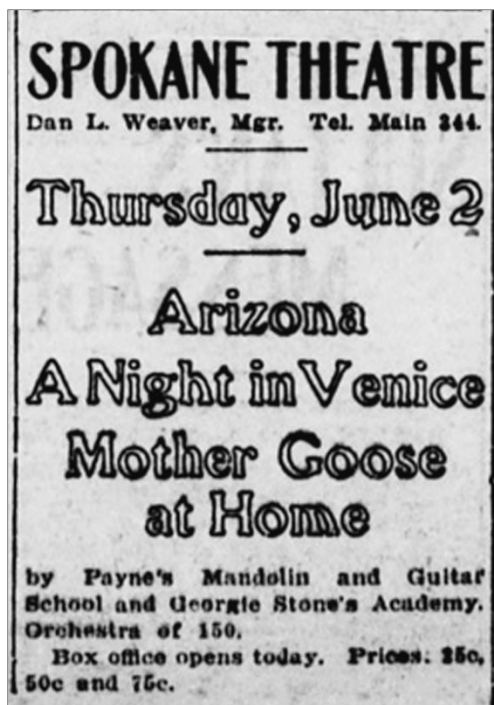 SPOKANE THEATRE
Dan L. Weaver, Mgr. Tel. Main 344.
Thursday, June 2
Arizona
A Night in Venice
Mother Goose
at Home
by Payne's Mandolin and Guitar
School and Georgie Stone's Academy.
Orchestra of 150.
Box office opens today. Prices: 25c,
50c and 75c.